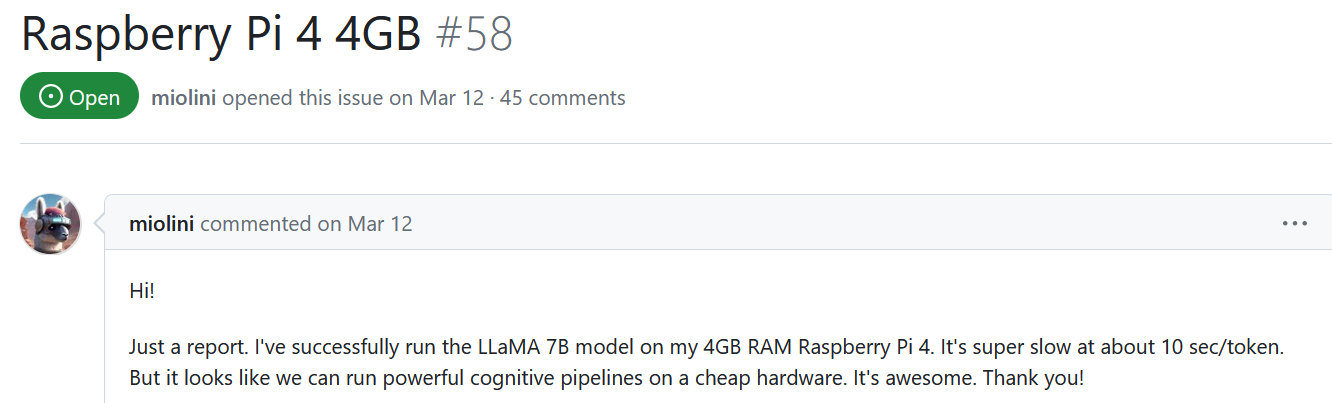 Raspberry Pi 4 4GB #58
Open miolini opened this issue on Mar 12 · 45 comments
miolini commented on Mar 12
Hi!
Just a report. I've successfully run the LLaMA 7B model on my 4GB RAM Raspberry Pi 4. It's super slow at about 10 sec/token.
But it looks like we can run powerful cognitive pipelines on a cheap hardware. It's awesome. Thank you!